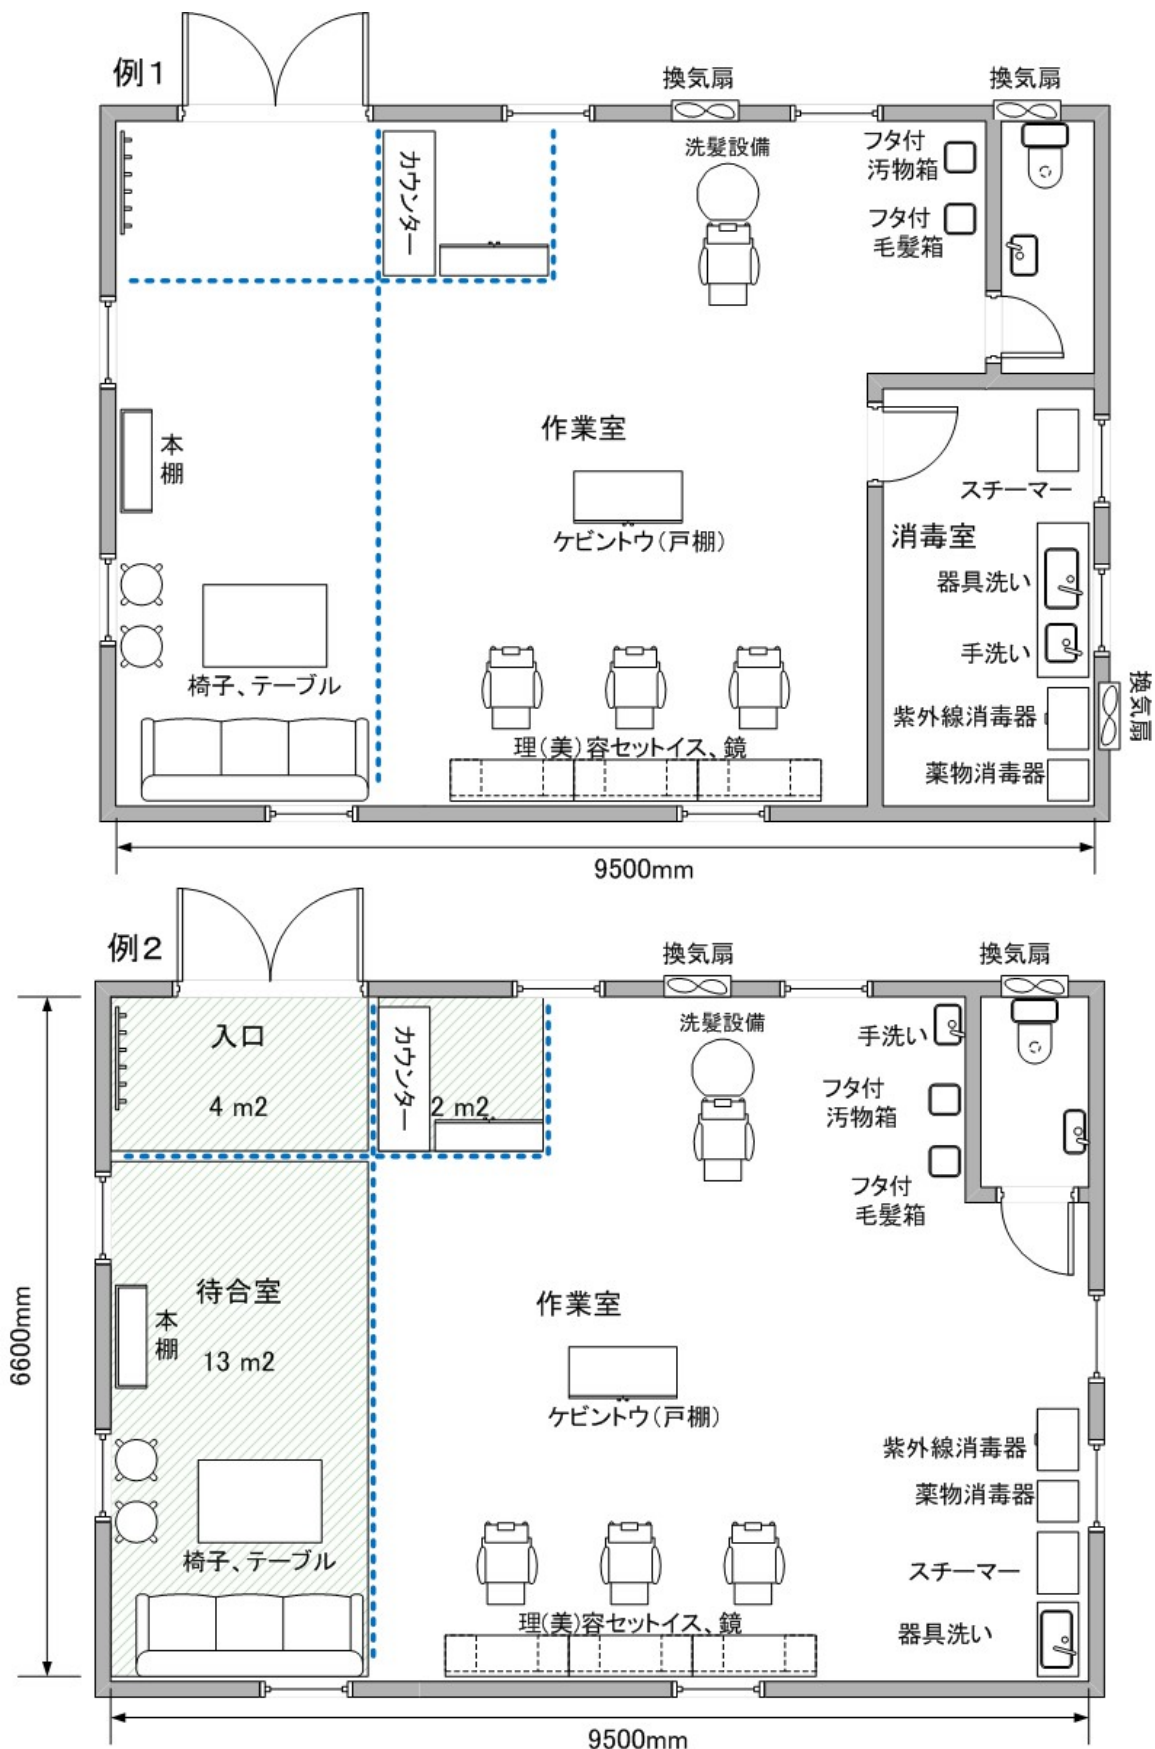 例1
換気扇
換気扇
カウンター
洗髪設備
フタ付
汚物箱
フタ付
毛髪箱
作業室
本棚
ケビントウ(戸棚)
スチーマー
消毒室
器具洗い
手洗い
椅子、テーブル
紫外線消毒器
換気扇
理(美)容セットイス、鏡
薬物消毒器
9500mm
例2
換気扇
換気扇
入口
4 m2
カウンター
2 m2
洗髪設備
手洗い
フタ付
汚物箱
フタ付
毛髪箱
6600mm
待合室
本棚
13 m2
作業室
ケビントウ(戸棚)
紫外線消毒器
薬物消毒器
椅子、テーブル
スチーマー
理(美)容セットイス、鏡
器具洗い
9500mm